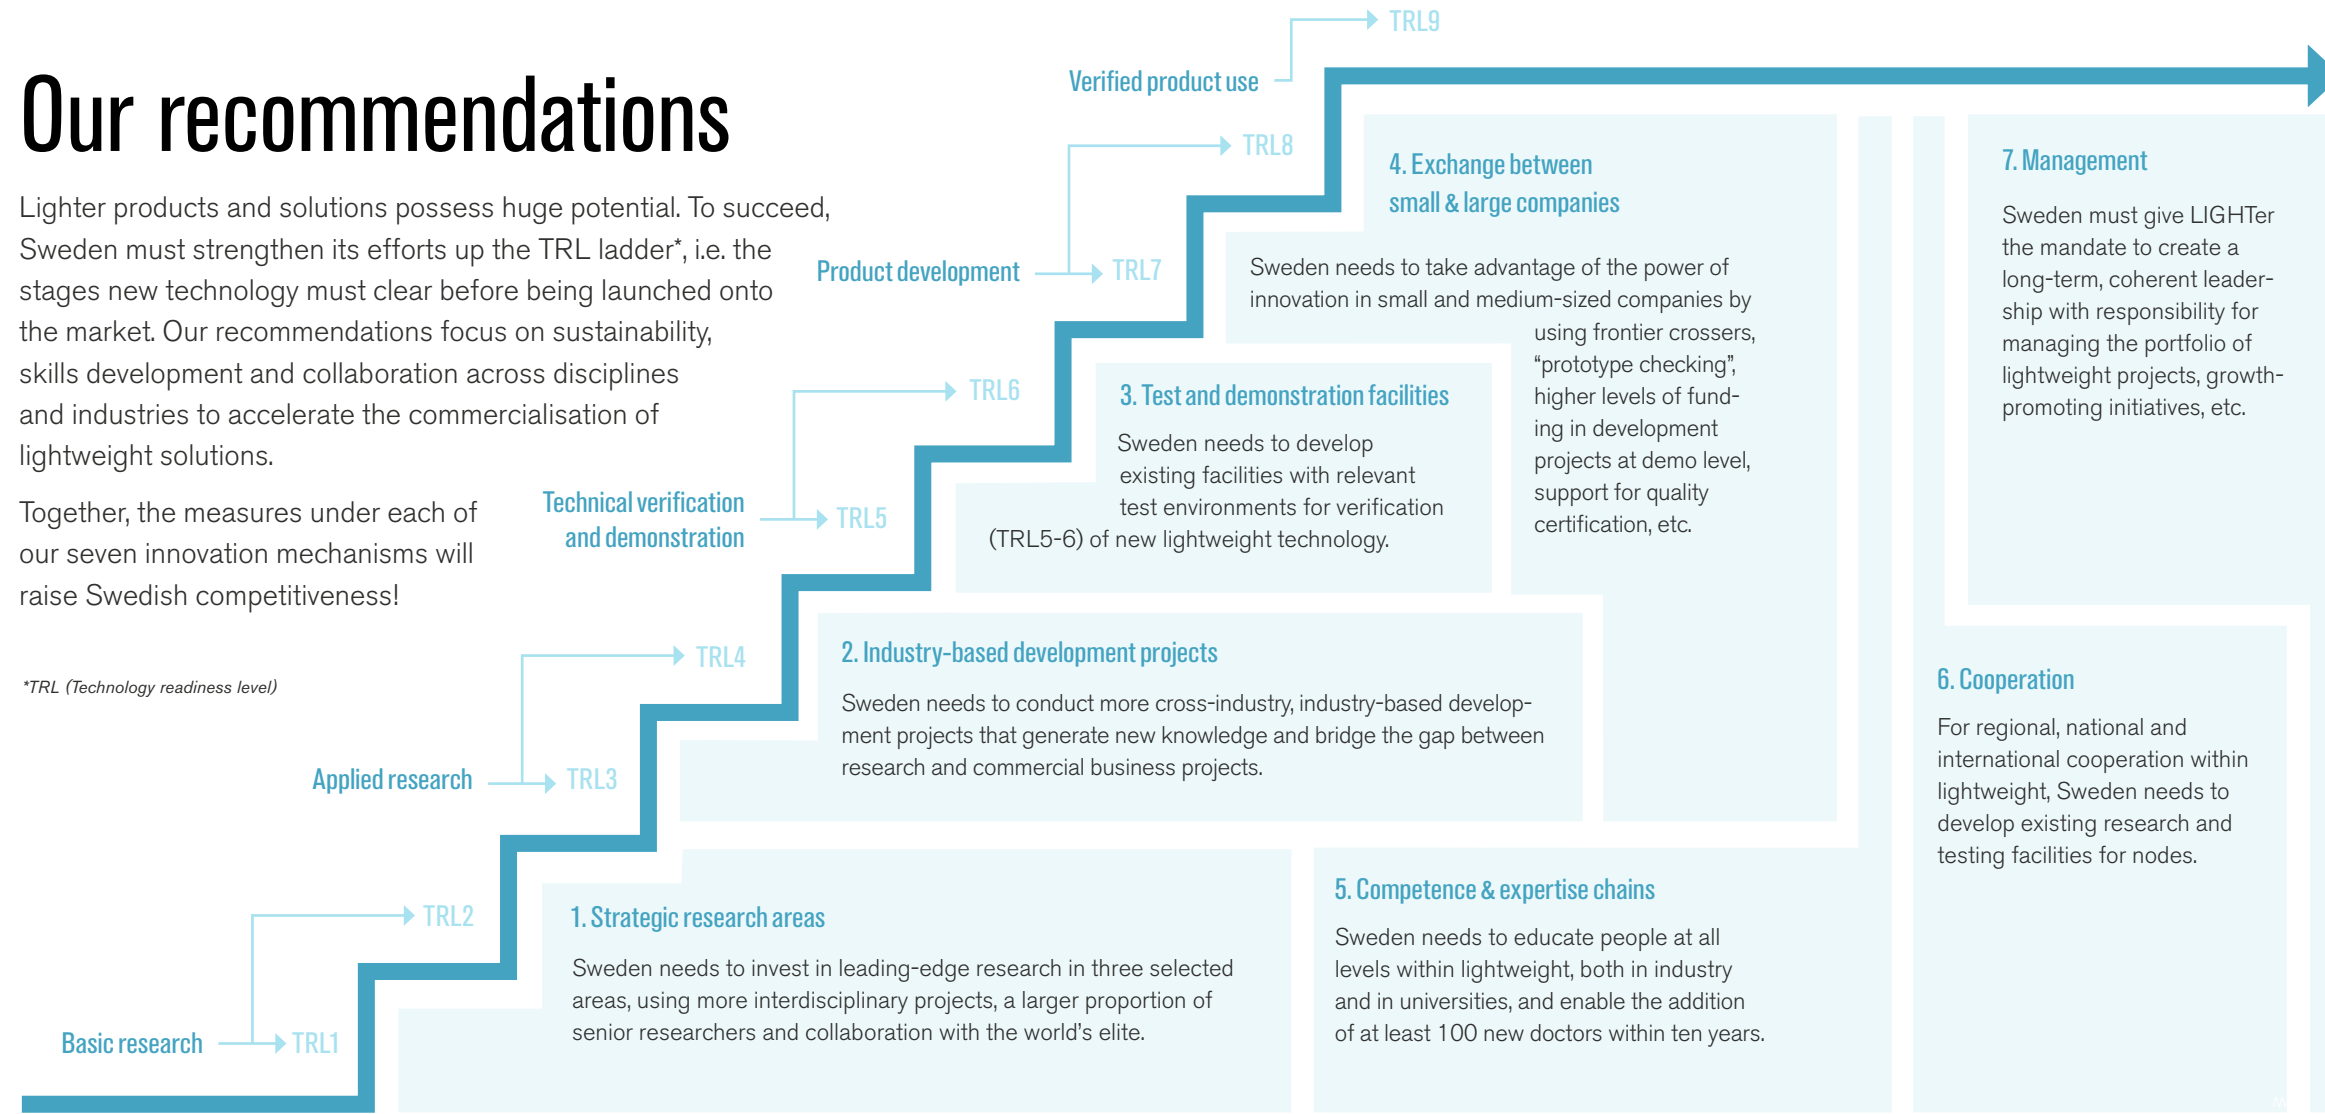 Our recommendations
Lighter products and solutions possess huge potential. To succeed,
Sweden must strengthen its efforts up the TRL ladder*, i.e. the
stages new technology must clear before being launched onto
the market. Our recommendations focus on sustainability,
skills development and collaboration across disciplines
and industries to accelerate the commercialisation of
lightweight solutions.
Together, the measures under each of
our seven innovation mechanisms will
raise Swedish competitiveness!
*TRL (Technology readiness level)
TRL9
Verified product use
TRL8
Product development
TRL7
TRL6
Technical verification
and demonstration
TRL5
TRL4
Applied research
TRL3
TRL2
Basic research
TRL1
1. Strategic research areas
Sweden needs to invest in leading-edge research in three selected
areas, using more interdisciplinary projects, a larger proportion of
senior researchers and collaboration with the world's elite.
2. Industry-based development projects
Sweden needs to conduct more cross-industry, industry-based develop-
ment projects that generate new knowledge and bridge the gap between
research and commercial business projects.
3. Test and demonstration facilities
Sweden needs to develop
existing facilities with relevant
test environments for verification
(TRL5-6) of new lightweight technology.
4. Exchange between
small & large companies
Sweden needs to take advantage of the power of
innovation in small and medium-sized companies by
using frontier crossers,
“prototype checking”,
higher levels of fund-
ing in development
projects at demo level,
support for quality
certification, etc.
5. Competence & expertise chains
Sweden needs to educate people at all
levels within lightweight, both in industry
and in universities, and enable the addition
of at least 100 new doctors within ten years.
6. Cooperation
For regional, national and
international cooperation within
lightweight, Sweden needs to
develop existing research and
testing facilities for nodes.
7. Management
Sweden must give LIGHTer
the mandate to create a
long-term, coherent leader-
ship with responsibility for
managing the portfolio of
lightweight projects, growth-
promoting initiatives, etc.